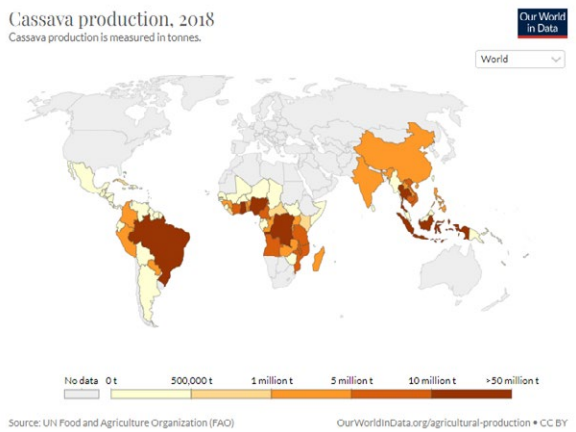 Cassava production, 2018
Cassava production is measured in tonnes.
Our World
in Data
World
No data 0 t 500,000 t 1 million t 5 million t 10 million t >50 million t
Source: UN Food and Agriculture Organization (FAO) OurWorldInData.org/agricultural-production • CC BY